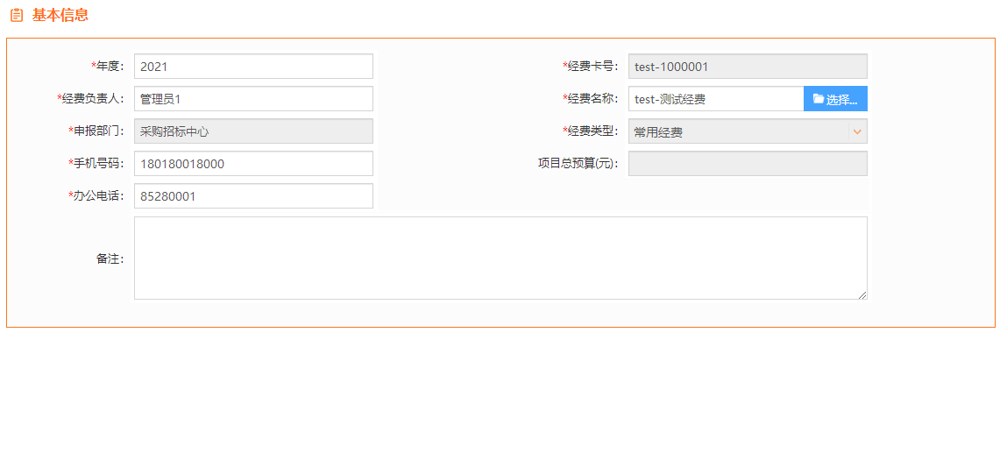 基本信息
*年度: 2021 *经费卡号: test-1000001
*经费负责人: 管理员1 *经费名称: test-测试经费 选择...
*申报部门: 采购招标中心 *经费类型: 常用经费
*手机号码: 180180018000 项目总预算(元):
*办公电话: 85280001
备注: